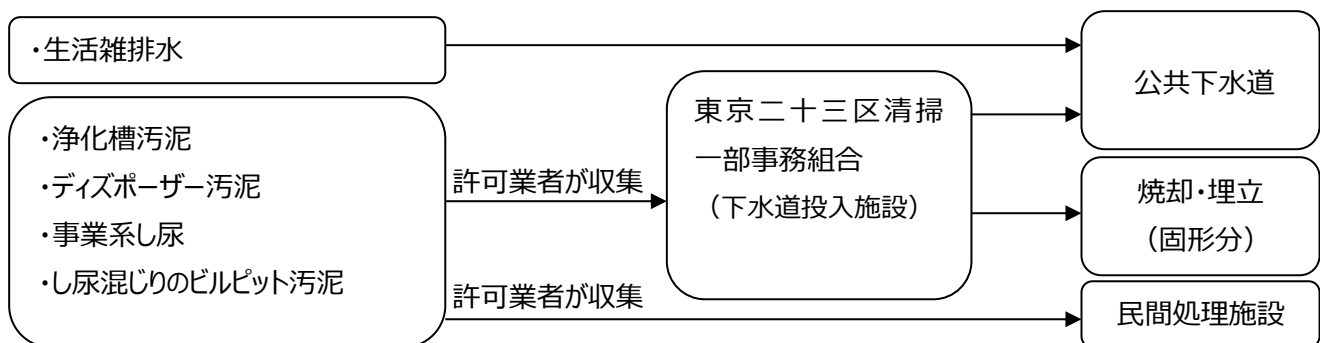 ・生活雑排水
・浄化槽汚泥
・ディズポーザー汚泥
・事業系し尿
・し尿混じりのビルピット汚泥
許可業者が収集
許可業者が収集
東京二十三区清掃
一部事務組合
（下水道投入施設）
公共下水道
焼却・埋立
（固形分）
民間処理施設